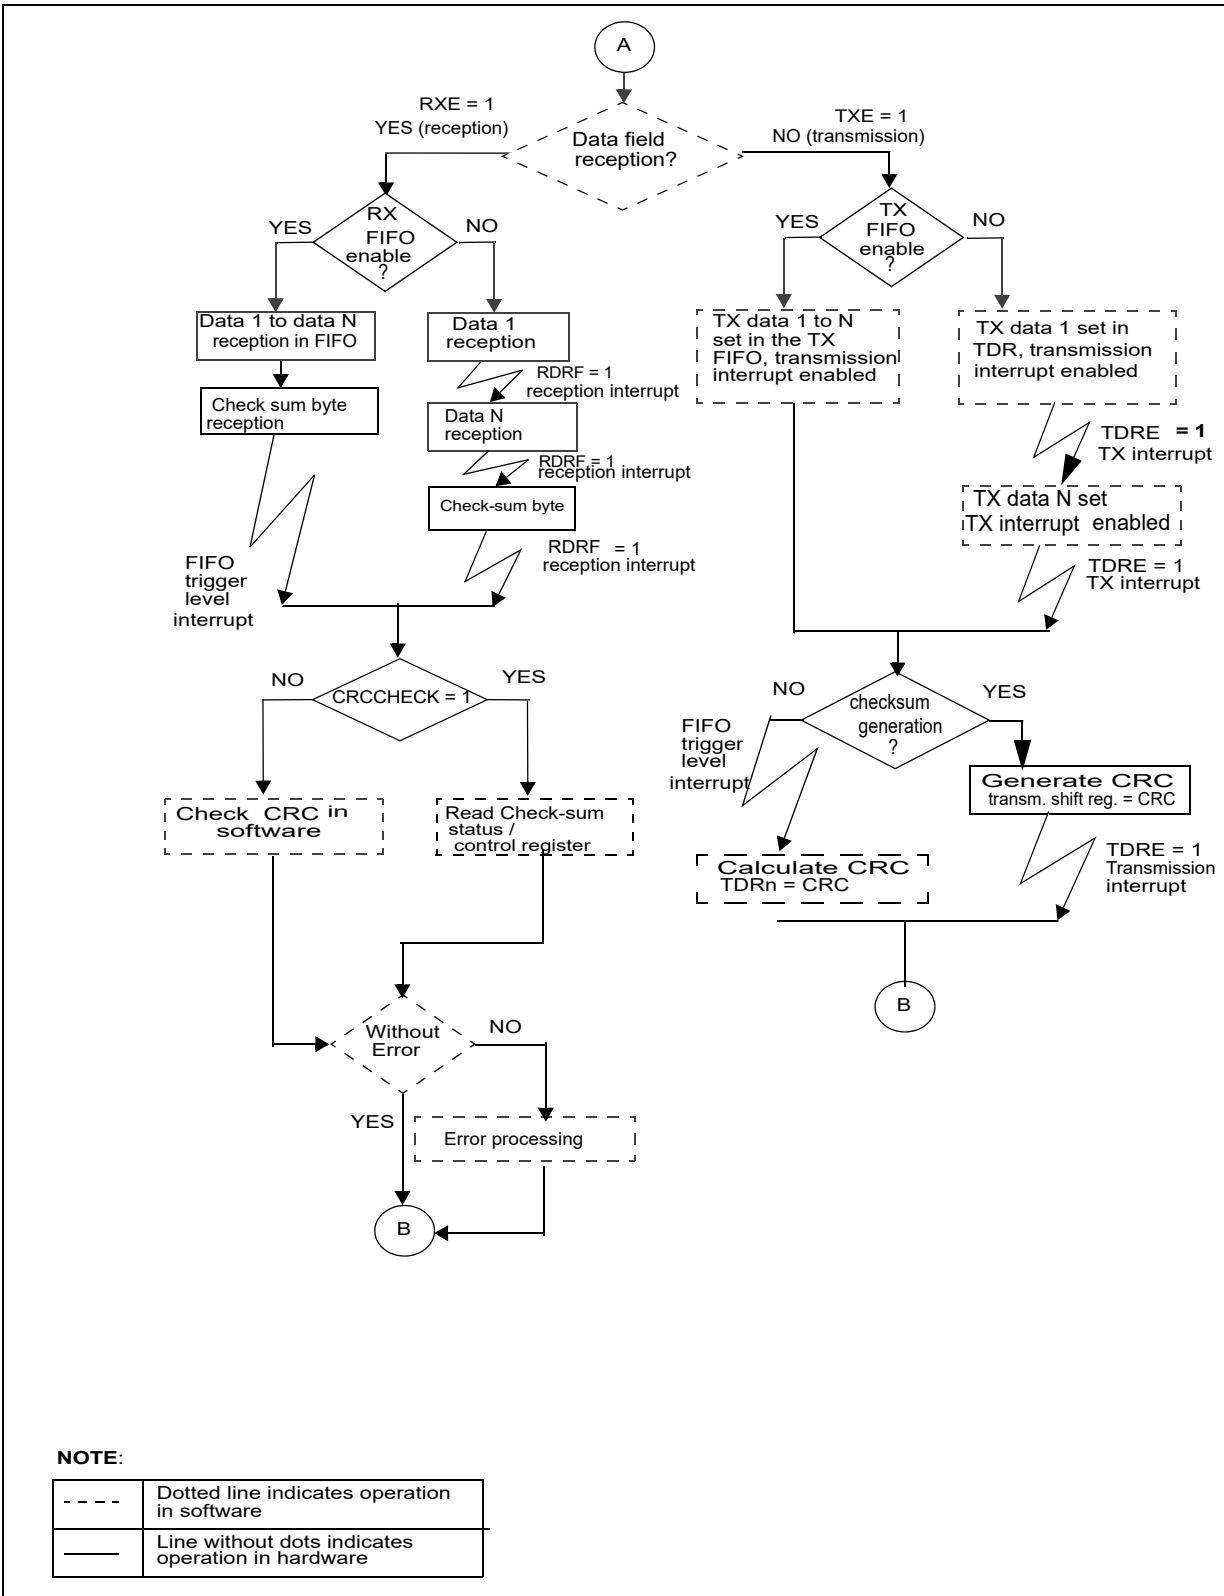 A
RXE = 1
YES (reception)
Data field
reception?
TXE = 1
NO (transmission)
YES
RX
FIFO
enable
?
NO
YES
TX
FIFO
enable
?
NO
Data 1 to data N
reception in FIFO
Data 1
reception
TX data 1 to N
set in the TX
FIFO, transmission
interrupt enabled
TX data 1 set in
TDR, transmission
interrupt enabled
RDRF = 1
reception interrupt
Check sum byte
reception
Data N
reception
TDRE = 1
TX interrupt
RDRF = 1
reception interrupt
Check-sum byte
TX data N set
TX interrupt enabled
FIFO
trigger
level
interrupt
RDRF = 1
reception interrupt
TDRE = 1
TX interrupt
NO
CRCCHECK = 1
YES
NO
checksum
generation
?
YES
FIFO
trigger
level
interrupt
Generate CRC
transm. shift reg. = CRC
Check CRC in
software
Read Check-sum
status /
control register
Calculate CRC
TDRn = CRC
TDRE = 1
Transmission
interrupt
B
Without
Error
NO
YES
Error processing
B
NOTE:
Dotted line indicates operation
in software
Line without dots indicates
operation in hardware